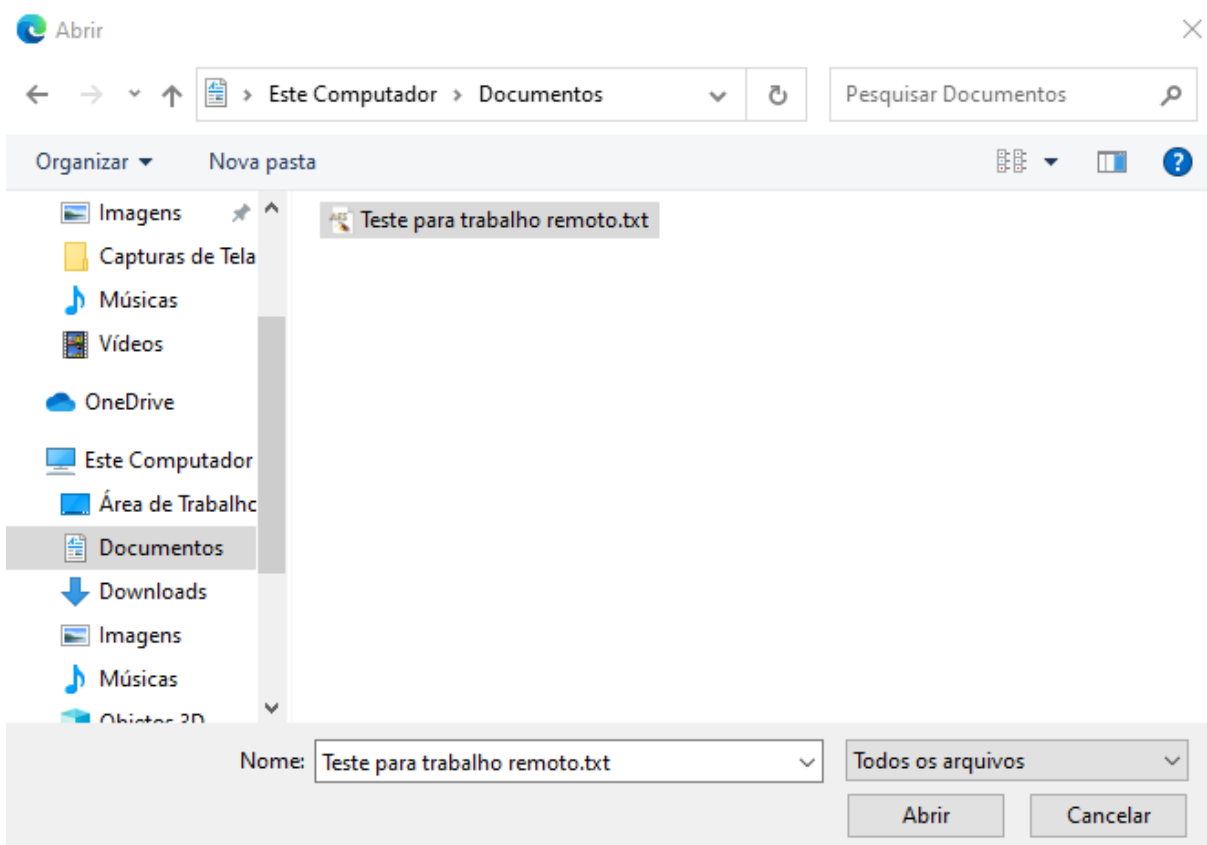 Abrir
Este Computador > Documentos
Pesquisar Documentos
Organizar
Nova pasta
Imagens
Capturas de Tela
Músicas
Vídeos
OneDrive
Este Computador
Área de Trabalho
Documentos
Downloads
Imagens
Músicas
Objetos 3D
Teste para trabalho remoto.txt
Nome: Teste para trabalho remoto.txt
Todos os arquivos
Abrir
Cancelar